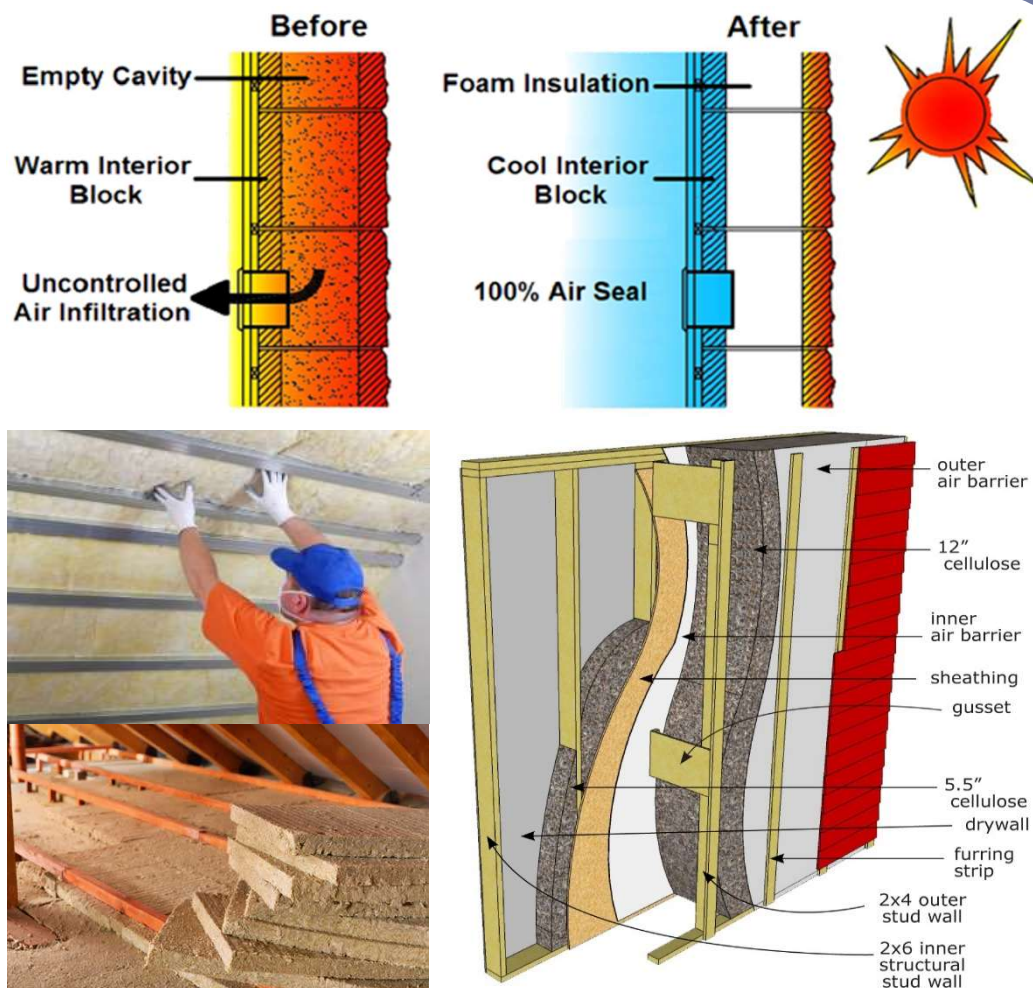 Before
Empty Cavity
Warm Interior
Block
Uncontrolled
Air Infiltration
After
Foam Insulation
Cool Interior
Block
100% Air Seal
outer
air barrier
12"
cellulose
inner
air barrier
sheathing
gusset
5.5"
cellulose
drywall
furring
strip
2x4 outer
stud wall
2x6 inner
structural
stud wall